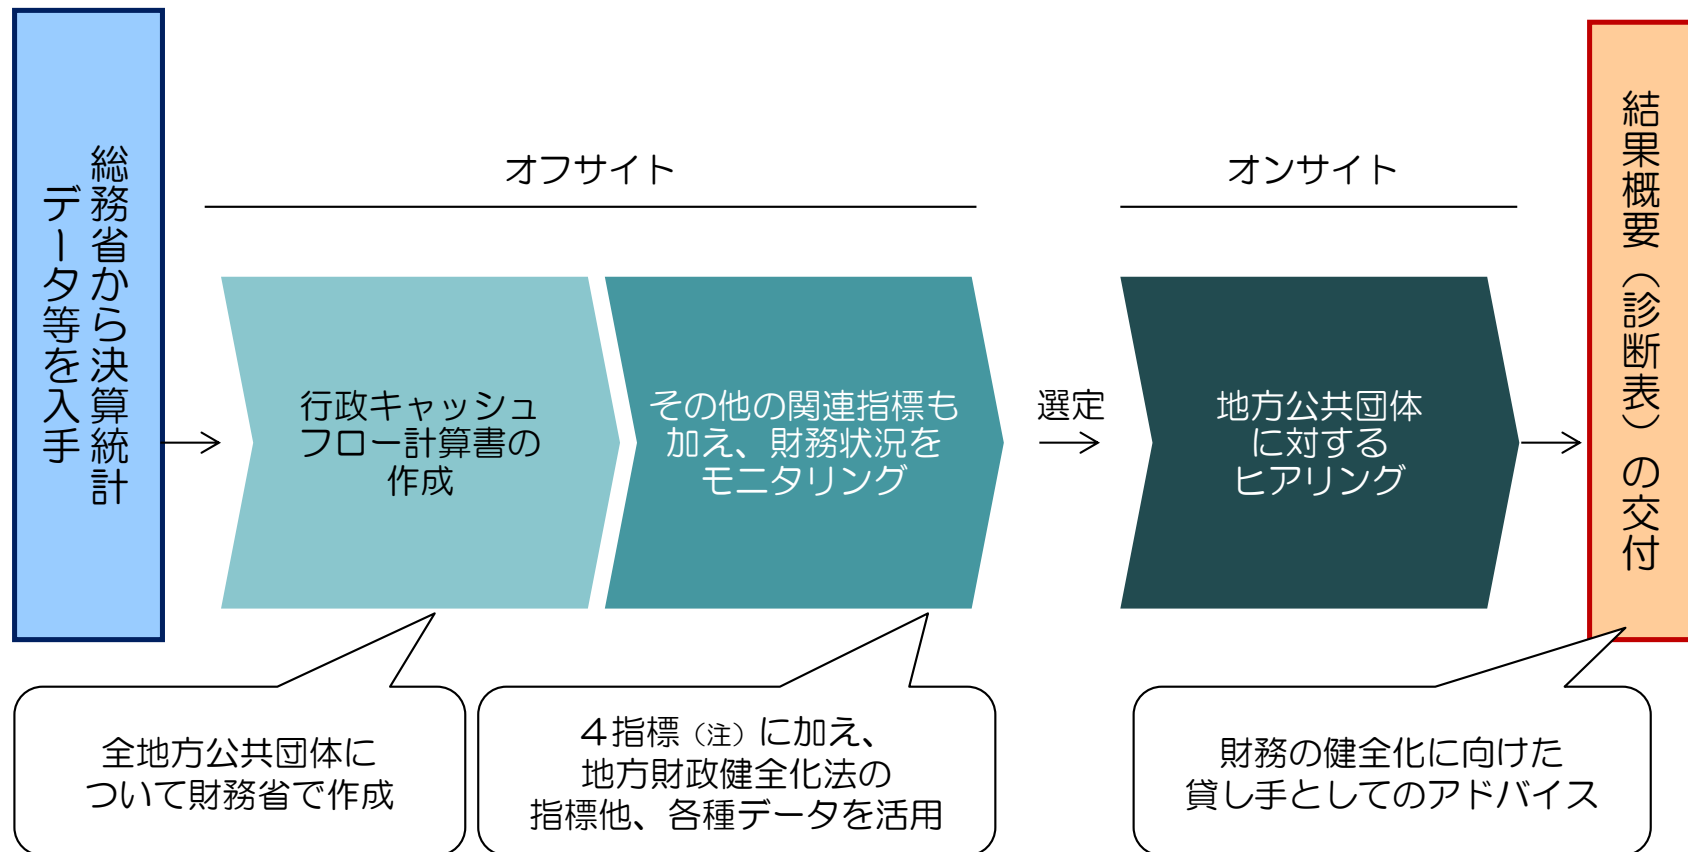 総務省から決算統計
データ等を入手
オフサイト
行政キャッシュ
フロー計算書の
作成
その他の関連指標も
加え、財務状況を
モニタリング
選定
オンサイト
地方公共団体
に対する
ヒアリング
結果概要（診断表）の交付
全地方公共団体に
ついて財務省で作成
４指標（注）に加え、
地方財政健全化法の
指標他、各種データを活用
財務の健全化に向けた
貸し手としてのアドバイス